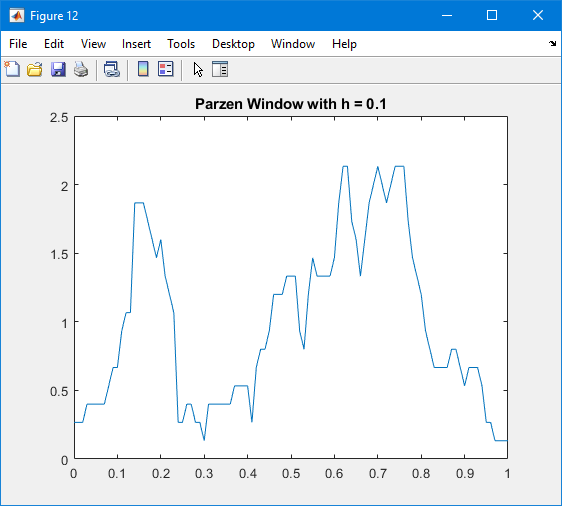 Figure 12
File Edit View Insert Tools Desktop Window Help
Parzen Window with h = 0.1
2.5
2
1.5
1
0.5
0
0 0.1 0.2 0.3 0.4 0.5 0.6 0.7 0.8 0.9 1